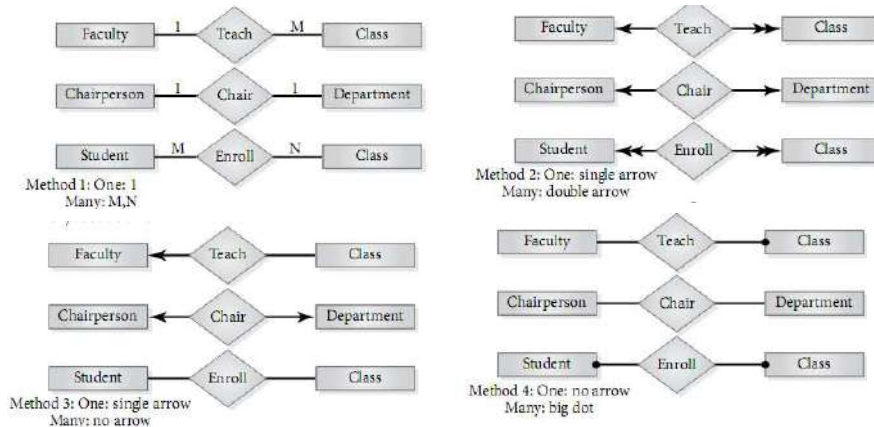 Faculty 1 Teach M Class
Chairperson 1 Chair 1 Department
Student M Enroll N Class
Method 1: One: 1
Many: M,N
Faculty Teach Class
Chairperson Chair Department
Student Enroll Class
Method 2: One: single arrow
Many: double arrow
Faculty Teach Class
Chairperson Chair Department
Student Enroll Class
Method 3: One: single arrow
Many: no arrow
Faculty Teach Class
Chairperson Chair Department
Student Enroll Class
Method 4: One: no arrow
Many: big dot